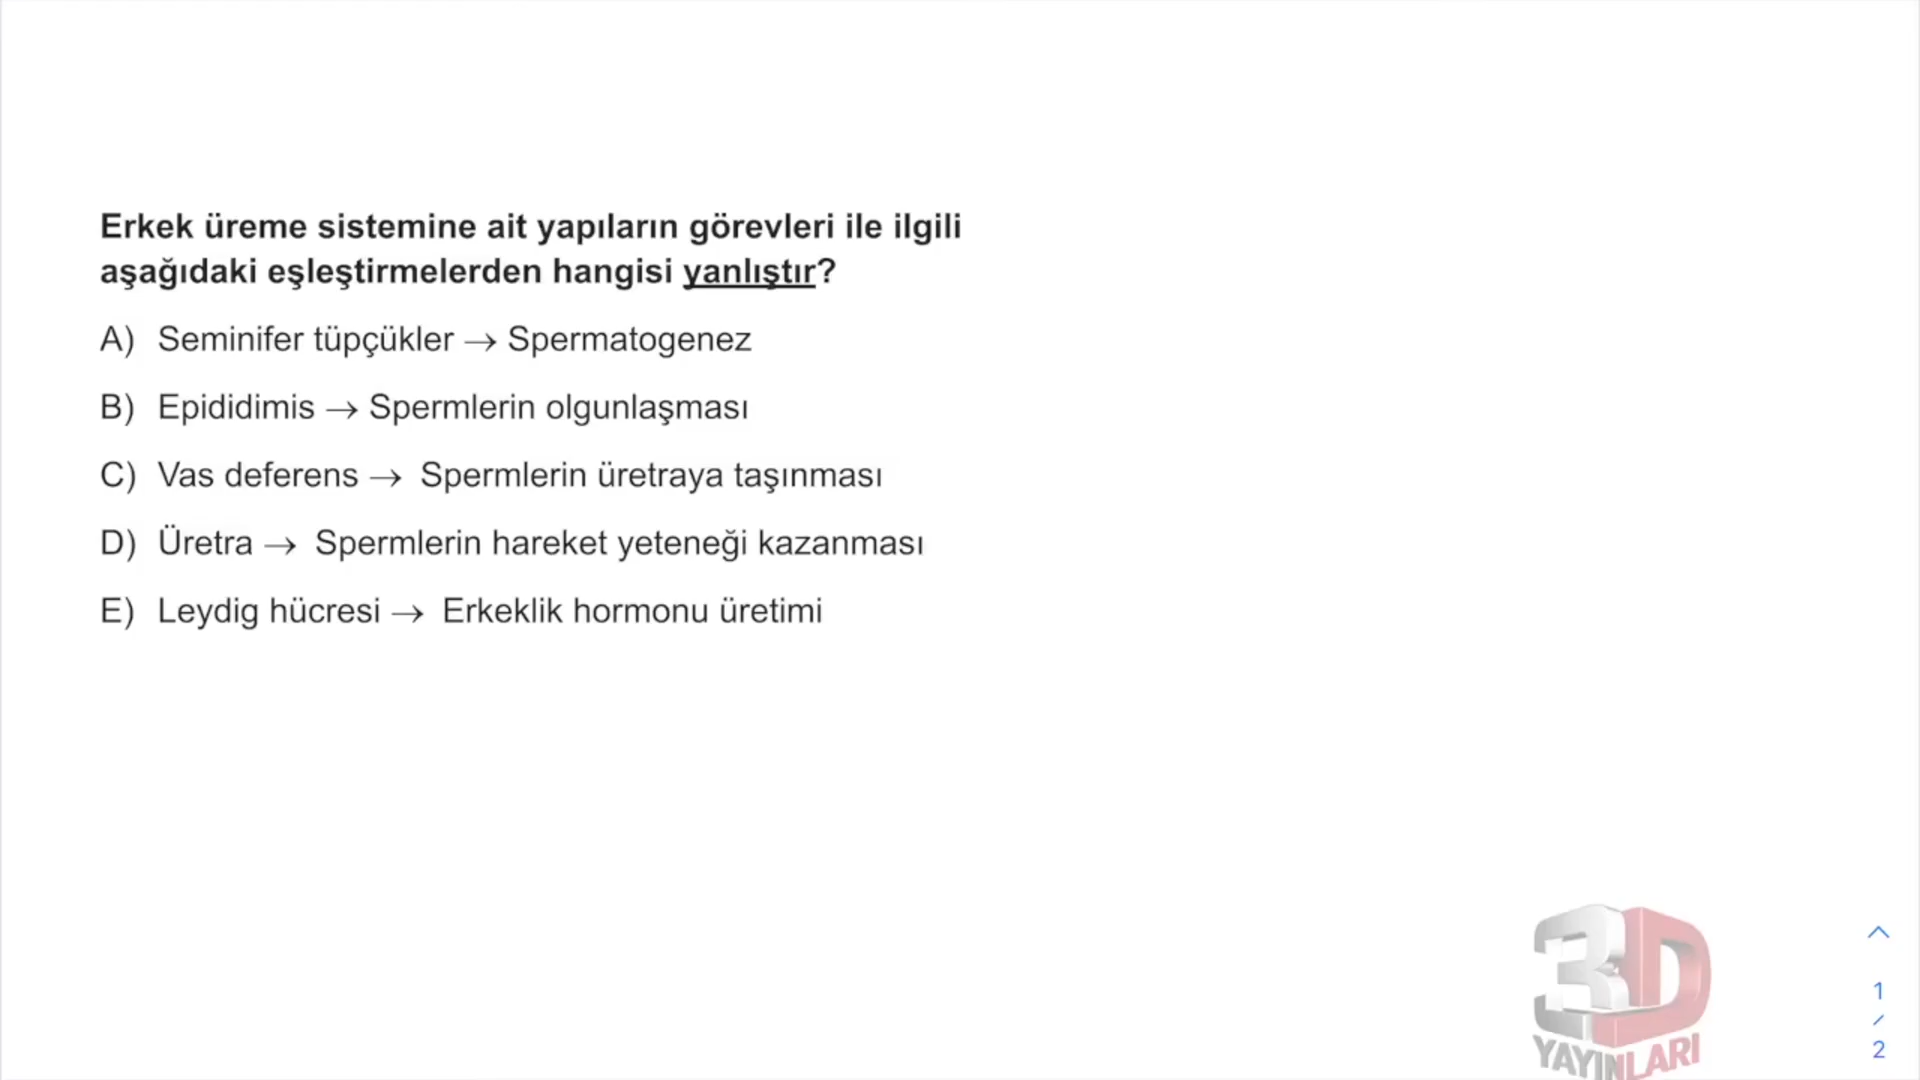 Erkek üreme sistemine ait yapıların görevleri ile ilgili
aşağıdaki eşleştirmelerden hangisi yanlıştır?
A) Seminifer tüpçükler → Spermatogenez
B) Epididimis → Spermlerin olgunlaşması
C) Vas deferens → Spermlerin üretraya taşınması
D) Üretra → Spermlerin hareket yeteneği kazanması
E) Leydig hücresi → Erkeklik hormonu üretimi
3D
YAYINLARI
1
/
2